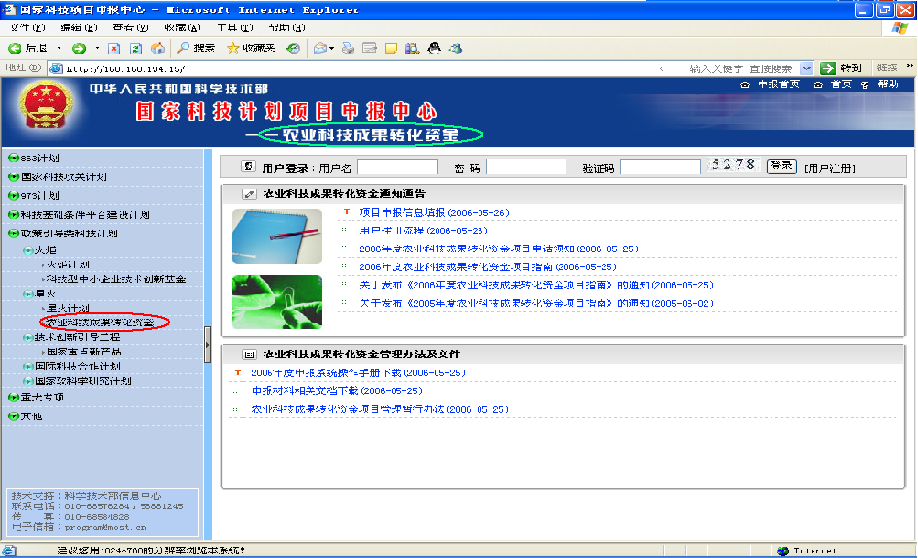 国家科技项目申报中心 - Microsoft Internet Explorer
文件(F) 编辑(E) 查看(V) 收藏(A) 工具(T) 帮助(H)
后退 搜索 收藏夹
地址(D) 输入关键字 直接搜索 转到 链接
中华人民共和国科学技术部
申报首页 首页 帮助
国家科技计划项目申报中心
——农业科技成果转化资金
863计划
国家科技攻关计划
973计划
科技基础条件平台建设计划
政策引导类科技计划
火炬
火炬计划
科技型中小企业技术创新基金
星火
星火计划
农业科技成果转化资金
技术创新引导工程
国家重点新产品
国际科技合作计划
国家软科学研究计划
重大专项
其他
技术支持：科学技术部信息中心
联系电话：010-68576284，58881245
传 真：010-68584828
电子信箱：program@most.cn
用户登录：用户名 密 码 验证码 5278 登录 [用户注册]
农业科技成果转化资金通知通告
项目申报信息填报(2006-05-26)
用户注册流程(2006-05-26)
2006年度农业科技成果转化资金项目申请须知(2006-05-25)
2006年度农业科技成果转化资金项目指南(2006-05-25)
关于发布《2006年度农业科技成果转化资金项目指南》的通知(2006-05-25)
关于发布《2005年度农业科技成果转化资金项目指南》的通知(2005-08-02)
农业科技成果转化资金管理办法及文件
2006年度申报系统操作手册下载(2006-05-25)
申报材料相关文档下载(2006-05-25)
农业科技成果转化资金项目管理暂行办法(2006-05-25)
建议您用1024*768的分辨率浏览本系统! Internet